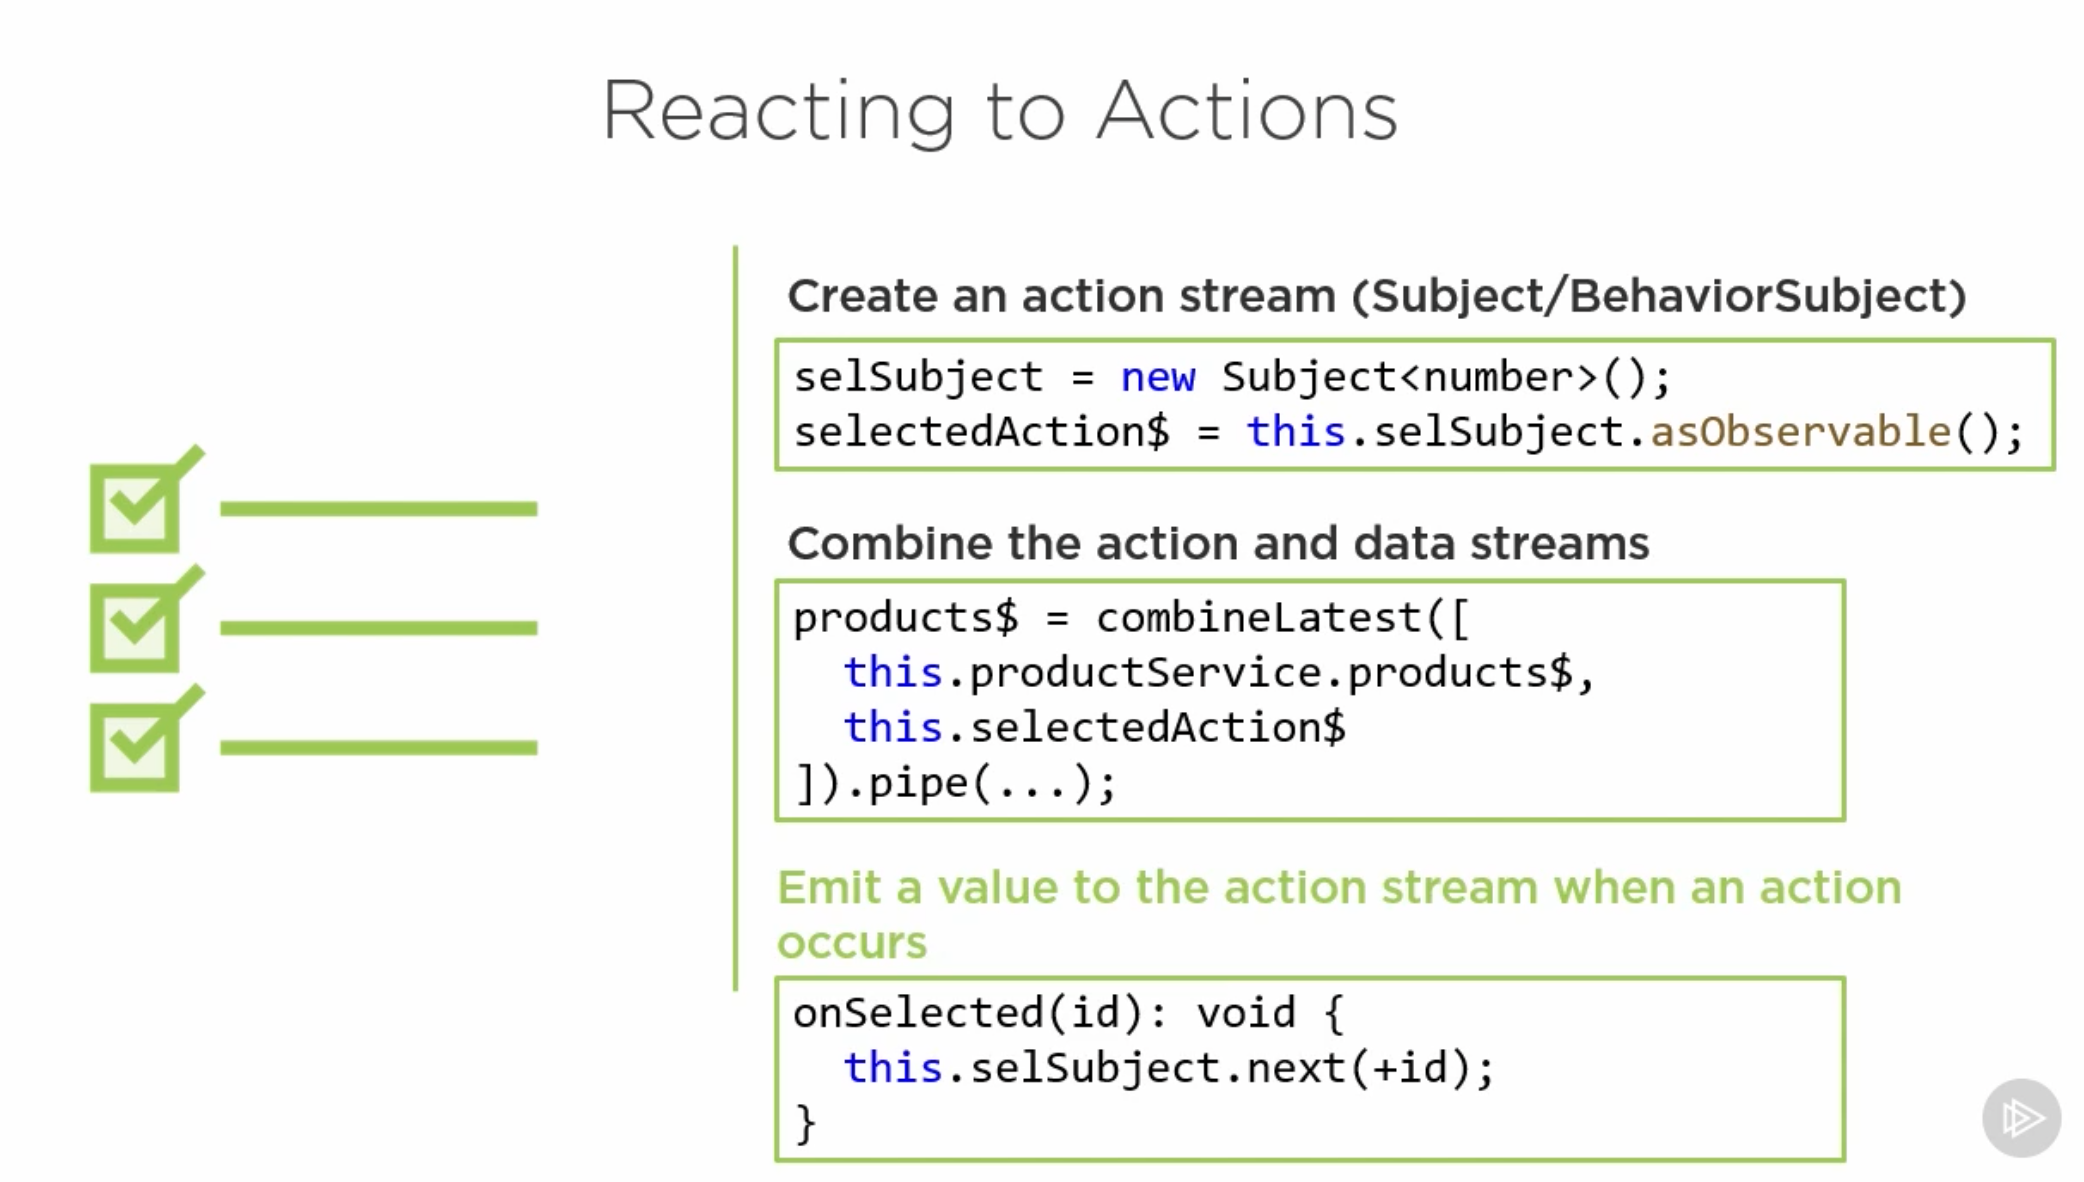 Reacting to Actions
Create an action stream (Subject/BehaviorSubject)
selSubject = new Subject<number>();
selectedAction$ = this.selSubject.asObservable();
Combine the action and data streams
products$ = combineLatest([
  this.productService.products$,
  this.selectedAction$
]).pipe(...);
Emit a value to the action stream when an action
occurs
onSelected(id): void {
  this.selSubject.next(+id);
}